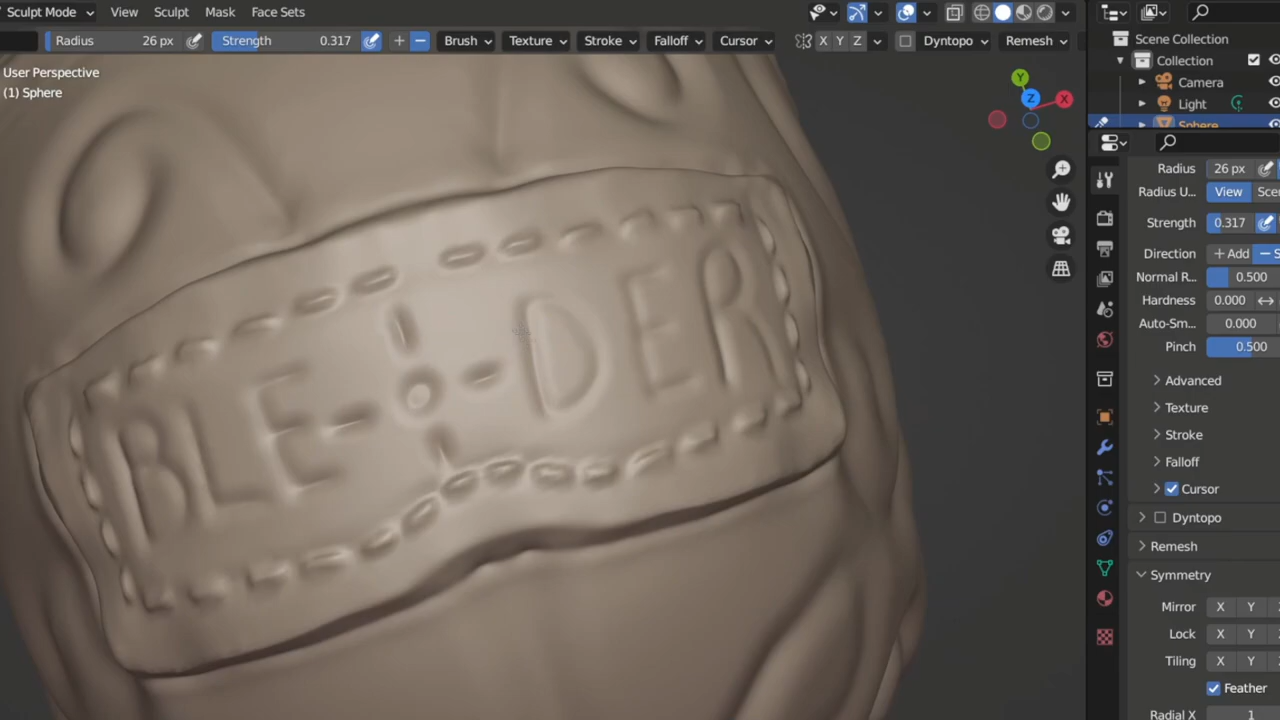 Sculpt Mode View Sculpt Mask Face Sets
Radius 26 px Strength 0.317 Brush Texture Stroke Falloff Cursor X Y Z Dyntopo Remesh
User Perspective
(1) Sphere
Y
Z X
BLE-
-DER
Scene Collection
Collection
Camera
Light
Sphere
Radius 26 px
Radius U... View Scen
Strength 0.317
Direction + Add − S
Normal R... 0.500
Hardness 0.000
Auto-Sm... 0.000
Pinch 0.500
Advanced
Texture
Stroke
Falloff
Cursor
Dyntopo
Remesh
Symmetry
Mirror X Y Z
Lock X Y Z
Tiling X Y Z
Feather
Radial X 1